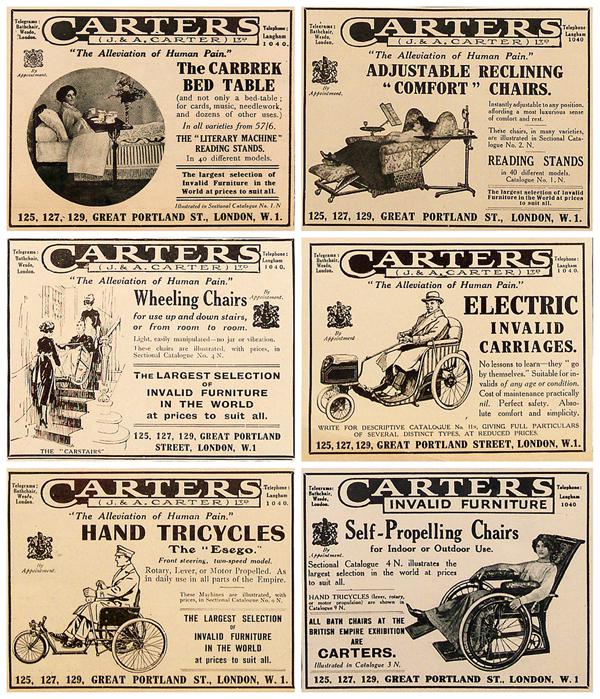 Telegrams:
Bathchair,
Wesdo,
London.
CARTERS
(J. & A. CARTER) LTD
Telephone:
Langham
1040.
"The Alleviation of Human Pain."
By
Appointment.
The CARBREK
BED TABLE
(and not only a bed-table;
for cards, music, needlework,
and dozens of other uses.)
In all varieties from 57/6.
THE "LITERARY MACHINE"
READING STANDS.
In 40 different models.
The largest selection of
Invalid Furniture in the
World at prices to suit all.
Illustrated in Sectional Catalogue No. 1. N
125, 127, 129, GREAT PORTLAND ST., LONDON, W. 1.
Telegrams:
Bathchair,
Wesdo,
London.
CARTERS
(J. & A. CARTER) LTD
Telephone:
Langham
1040
"The Alleviation of Human Pain."
By
Appointment.
ADJUSTABLE RECLINING
"COMFORT" CHAIRS.
Instantly adjustable to any position,
affording a most luxurious sense
of comfort and rest.
These chairs, in many varieties,
are illustrated in Sectional Cata-
logue No. 2. N.
READING STANDS
in 40 different models.
Catalogue No. 1. N.
The largest selection of Invalid
Furniture in the World at prices
to suit all.
125, 127, 129, GREAT PORTLAND ST., LONDON, W. 1.
Telegrams:
Bathchair,
Wesdo,
London.
CARTERS
(J. & A. CARTER) LTD
Telephone:
Langham
1040.
"The Alleviation of Human Pain."
Wheeling Chairs
By
Appointment.
for use up and down stairs,
or from room to room.
Light, easily manipulated—no jar or vibration.
These chairs are illustrated, with prices, in
Sectional Catalogue No. 4 N.
The LARGEST SELECTION
OF
INVALID FURNITURE
IN THE WORLD
at prices to suit all.
125, 127, 129, GREAT PORTLAND
STREET, LONDON, W.1
THE "CARSTAIRS"
Telegrams:
Bathchair,
Wesdo,
London.
CARTERS
(J. & A. CARTER) LTD
Telephone:
Langham
1040.
"The Alleviation of Human Pain."
By
Appointment
ELECTRIC
INVALID
CARRIAGES.
No lessons to learn—they "go
by themselves." Suitable for in-
valids of any age or condition.
Cost of maintenance practically
nil. Perfect safety. Abso-
lute comfort and simplicity.
WRITE FOR DESCRIPTIVE CATALOGUE No. 11N, GIVING FULL PARTICULARS
OF SEVERAL DISTINCT TYPES, AT REDUCED PRICES.
125, 127, 129, GREAT PORTLAND STREET, LONDON, W.1.
Telegrams:
Bathchair,
Wesdo,
London.
CARTERS
(J. & A. CARTER) LTD
Telephone:
Langham
1040.
"The Alleviation of Human Pain."
By
Appointment.
HAND TRICYCLES
The "Esego."
Front steering, two-speed model.
Rotary, Lever, or Motor Propelled. As
in daily use in all parts of the Empire.
These Machines are illustrated, with
prices, in Sectional Catalogue No. 9 N.
THE LARGEST SELECTION
OF
INVALID FURNITURE
IN THE WORLD
at prices to suit all.
125, 127, 129, GREAT PORTLAND ST., LONDON, W. 1.
Telegrams:
Bathchair,
Wesdo,
London.
CARTERS
INVALID FURNITURE
Telephone:
Langham
1040
By
Appointment.
Self-Propelling Chairs
for Indoor or Outdoor Use.
Sectional Catalogue 4 N. illustrates the
largest selection in the world at prices
to suit all.
HAND TRICYCLES (lever, rotary,
or motor propulsion) are shown in
Catalogue 9 N.
ALL BATH CHAIRS AT THE
BRITISH EMPIRE EXHIBITION
ARE
CARTERS.
Illustrated in Catalogue 3 N.
125, 127, 129, GREAT PORTLAND ST., LONDON, W. 1.